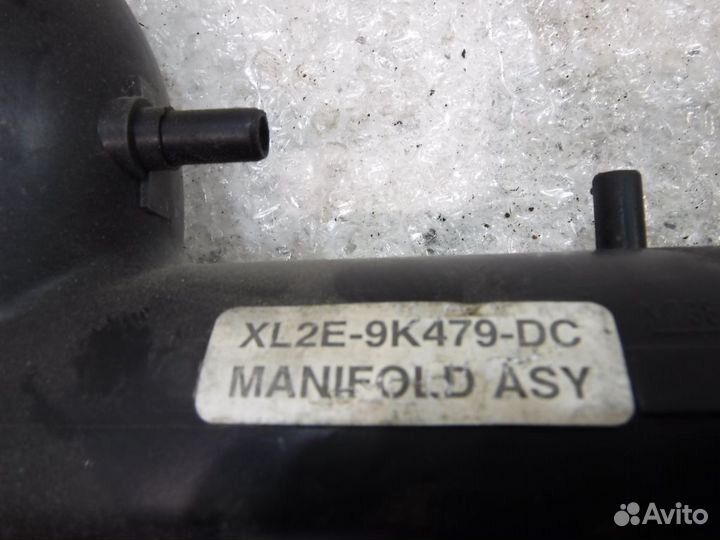 XL2E-9K479-DC
MANIFOLD ASY
Avito